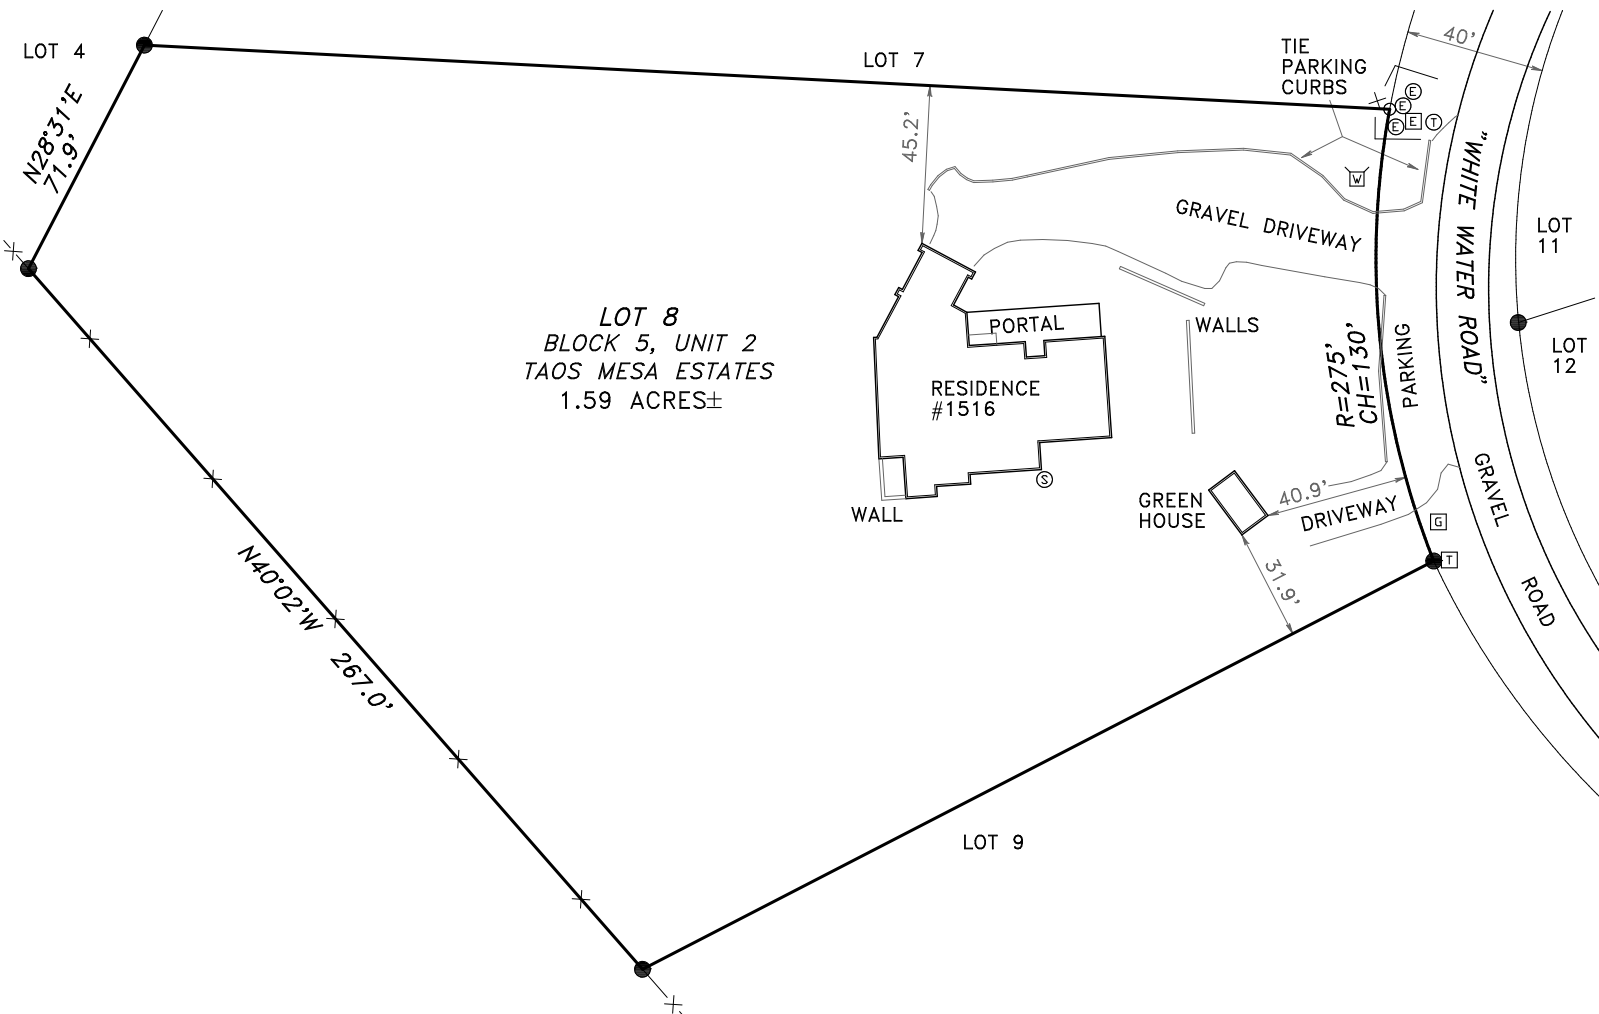 LOT 4
LOT 7
TIE
PARKING
CURBS
40'
N28°31'E
71.9'
45.2'
E
E
E
E
T
W
GRAVEL DRIVEWAY
"WHITE WATER ROAD"
LOT
11
LOT 8
BLOCK 5, UNIT 2
TAOS MESA ESTATES
1.59 ACRES±
PORTAL
WALLS
RESIDENCE
#1516
R=275'
CH=130'
PARKING
LOT
12
S
WALL
GREEN
HOUSE
40.9'
DRIVEWAY
GRAVEL
ROAD
G
T
31.9'
N40°02'W 267.0'
LOT 9